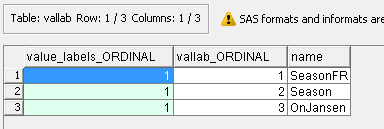 Table: vallab Row: 1 / 3 Columns: 1 / 3
SAS formats and informats are
value_labels_ORDINAL vallab_ORDINAL name
1 1 1 SeasonFR
2 1 2 Season
3 1 3 OnJansen